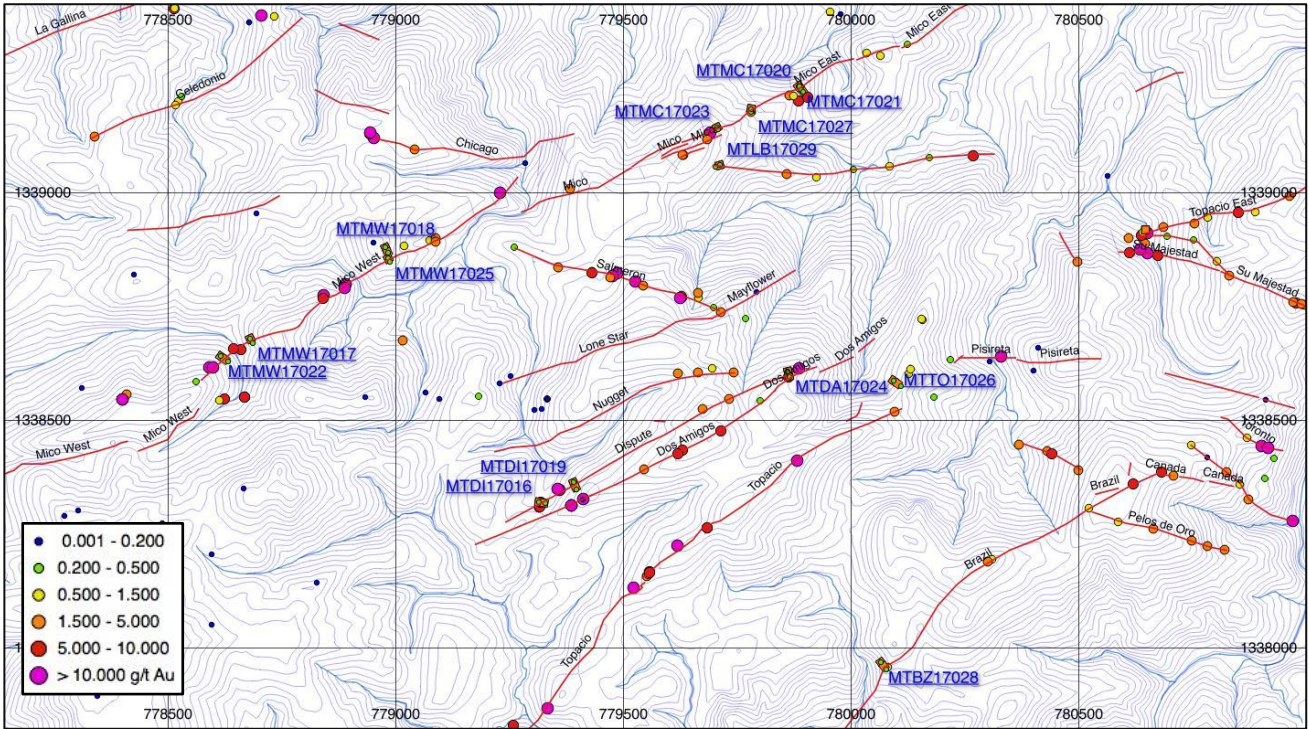 778500
779000
779500
780000
780500
La Gallina
Mico East
Celedonio
MTMC17020
Mico East
MTMC17021
MTMC17023
MTMC17027
Chicago
Mico
Mico
MTLB17029
Mico
1339000
1339000
Topacio East
MTMW17018
Su Majestad
Mico West
MTMW17025
Salmeron
Mayflower
Su Majestad
Lone Star
Dos Amigos
Pisireta
Pisireta
MTMW17017
MTMW17022
Dos Amigos
MTDA17024
MTTO17026
Nugget
Mico West
Mico West
1338500
1338500
Dispute
Dos Amigos
Toronto
MTDI17019
MTDI17016
Topacio
Brazil
Canada
Canada
Pelos de Oro
0.001 - 0.200
0.200 - 0.500
0.500 - 1.500
1.500 - 5.000
5.000 - 10.000
> 10.000 g/t Au
Brazil
Topacio
1338000
MTBZ17028
778500
779000
779500
780000
780500